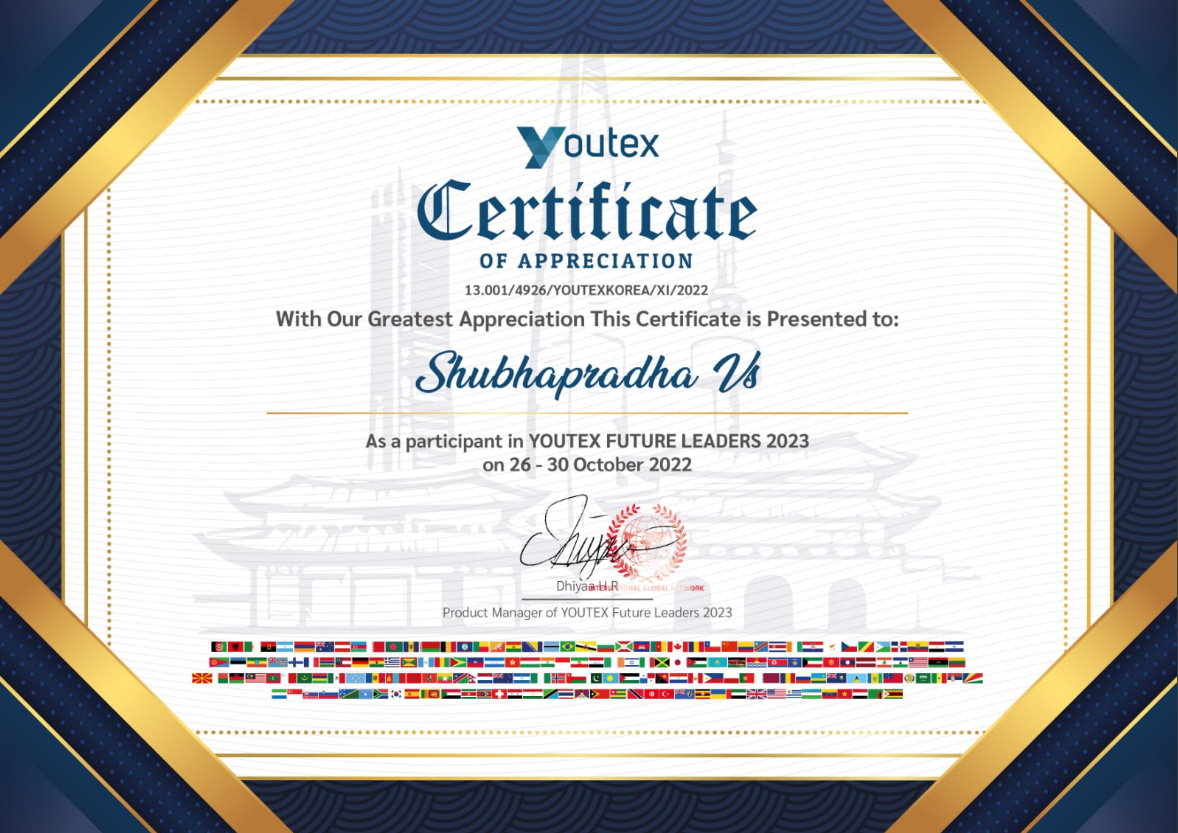 Youtex
Certificate
OF APPRECIATION
13.001/4926/YOUTEXKOREA/XI/2022
With Our Greatest Appreciation This Certificate is Presented to:
Shubhapradha Vs
As a participant in YOUTEX FUTURE LEADERS 2023
on 26 - 30 October 2022
Dhiyaa H.R
GLOBAL
Product Manager of YOUTEX Future Leaders 2023